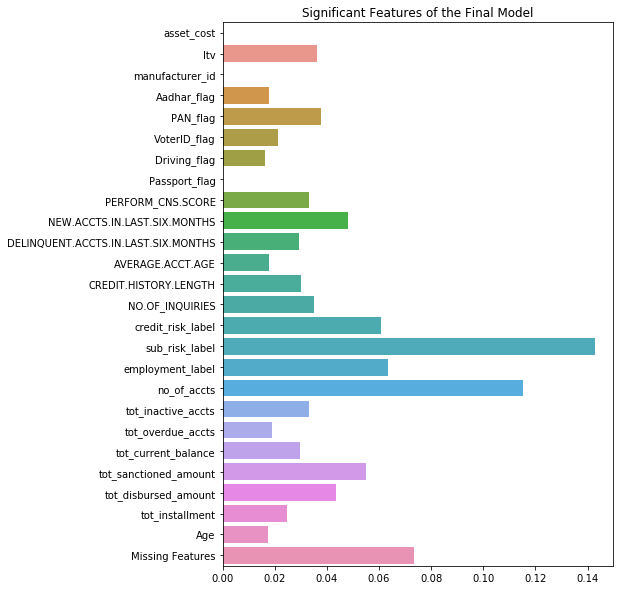 Significant Features of the Final Model
asset_cost
ltv
manufacturer_id
Aadhar_flag
PAN_flag
VoterID_flag
Driving_flag
Passport_flag
PERFORM_CNS.SCORE
NEW.ACCTS.IN.LAST.SIX.MONTHS
DELINQUENT.ACCTS.IN.LAST.SIX.MONTHS
AVERAGE.ACCT.AGE
CREDIT.HISTORY.LENGTH
NO.OF_INQUIRIES
credit_risk_label
sub_risk_label
employment_label
no_of_accts
tot_inactive_accts
tot_overdue_accts
tot_current_balance
tot_sanctioned_amount
tot_disbursed_amount
tot_installment
Age
Missing Features
0.00 0.02 0.04 0.06 0.08 0.10 0.12 0.14